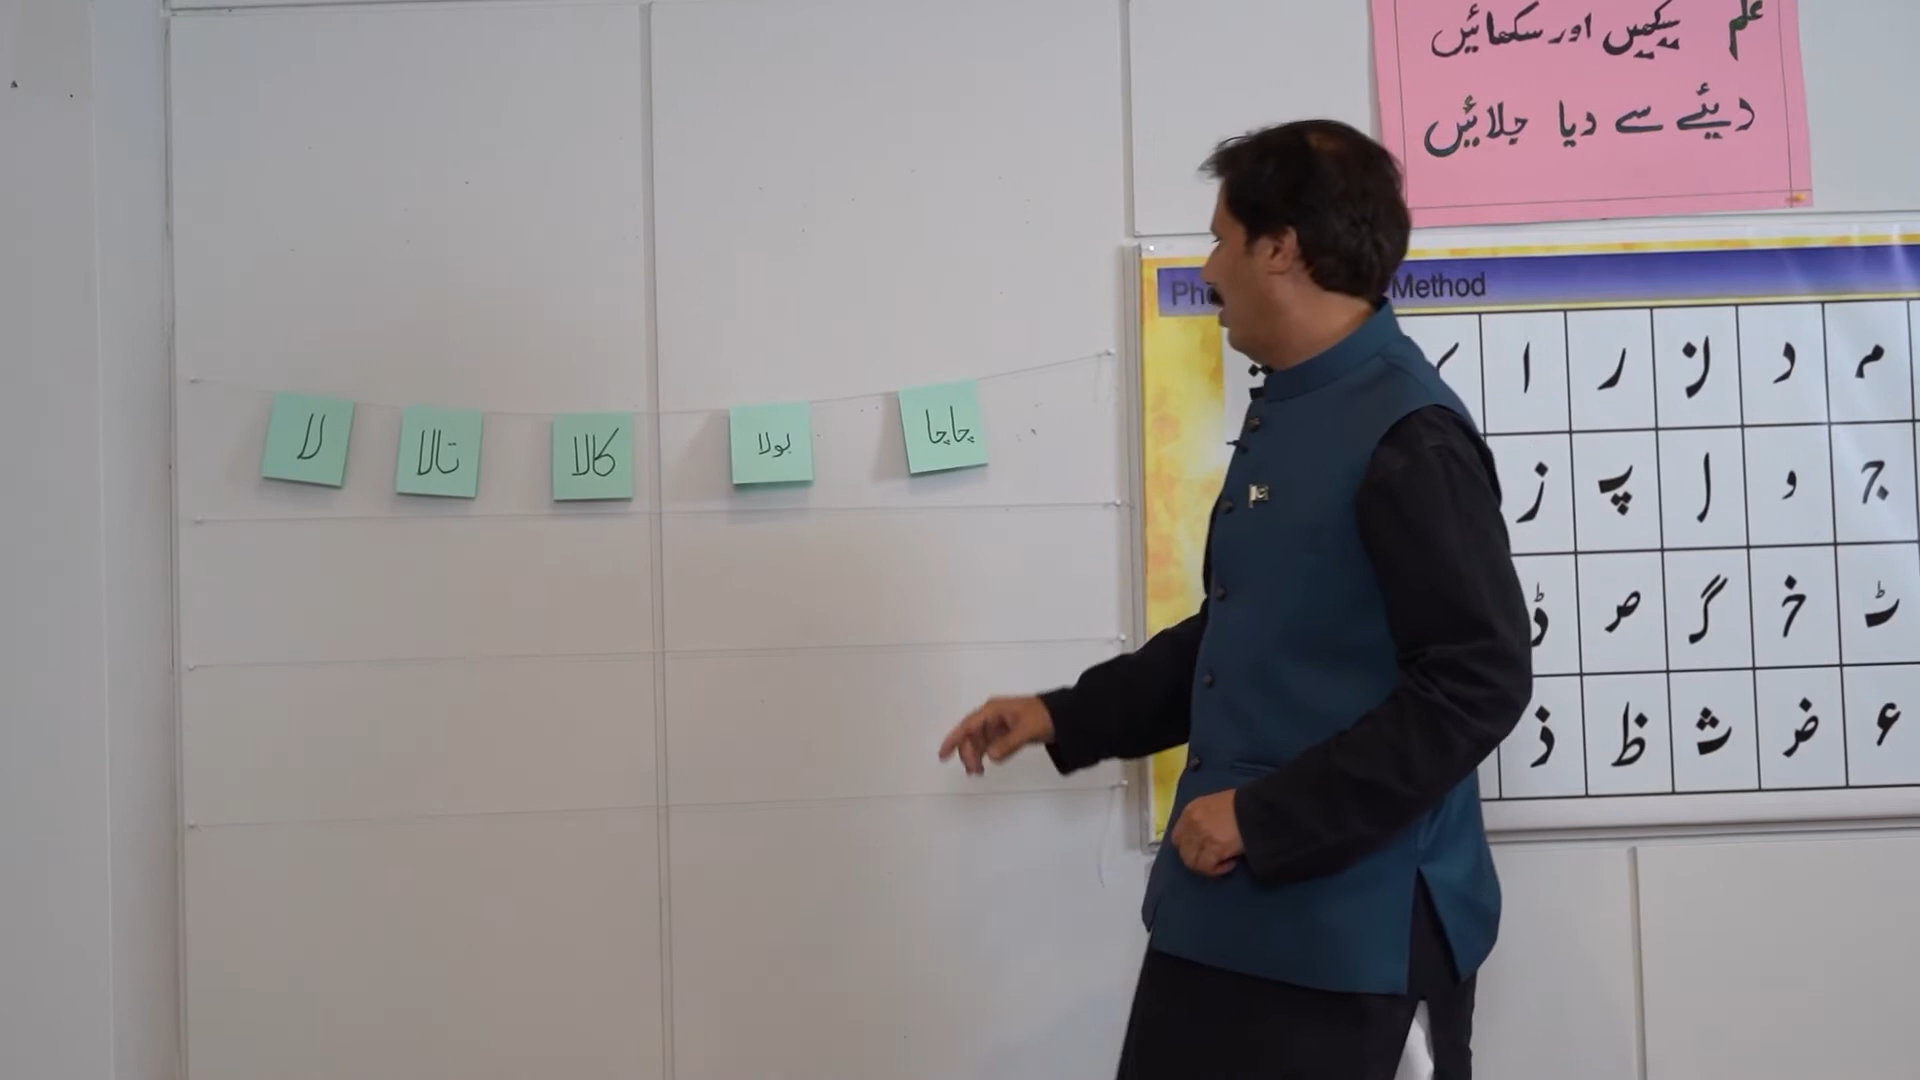 علم سیکھیں اور سکھائیں
دیئے سے دیا جلائیں
Method
ا ر ژ د م
ز پ ا و ج
ڈ ص گ خ ٹ
ذ ظ ث ض ء
چاچا بولا کالا تالا لا